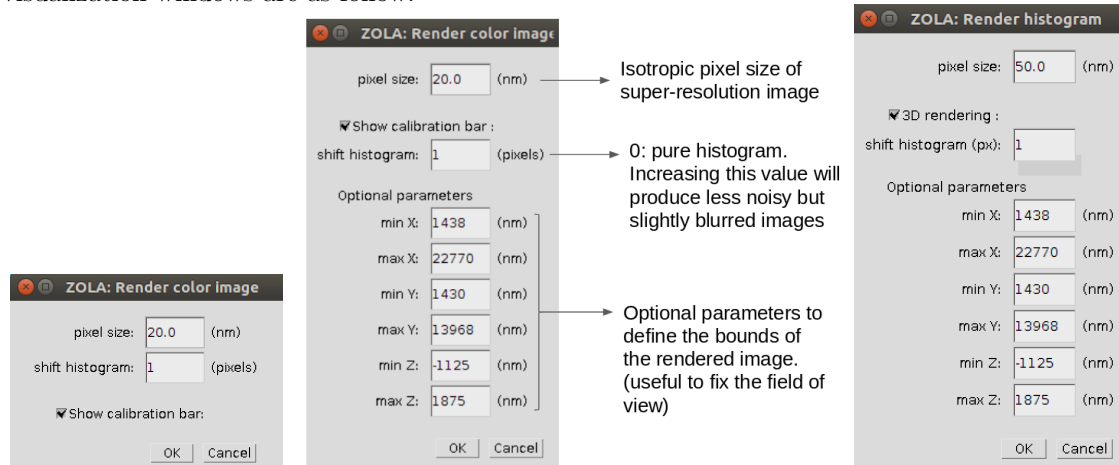 visualization windows are as follow:
ZOLA: Render color image
pixel size: 20.0 (nm)
shift histogram: 1 (pixels)
Show calibration bar:
OK Cancel
ZOLA: Render color image
pixel size: 20.0 (nm)
Show calibration bar :
shift histogram: 1 (pixels)
Optional parameters
min X: 1438 (nm)
max X: 22770 (nm)
min Y: 1430 (nm)
max Y: 13968 (nm)
min Z: -1125 (nm)
max Z: 1875 (nm)
OK Cancel
Isotropic pixel size of
super-resolution image
0: pure histogram.
Increasing this value will
produce less noisy but
slightly blurred images
Optional parameters to
define the bounds of
the rendered image.
(useful to fix the field of
view)
ZOLA: Render histogram
pixel size: 50.0 (nm)
3D rendering :
shift histogram (px): 1
Optional parameters
min X: 1438 (nm)
max X: 22770 (nm)
min Y: 1430 (nm)
max Y: 13968 (nm)
min Z: -1125 (nm)
max Z: 1875 (nm)
OK Cancel